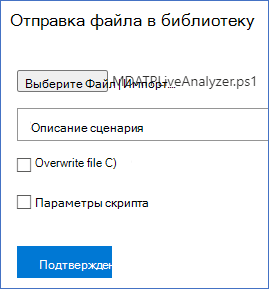 Отправка файла в библиотеку
Выберите Файл Импорт... MDATPLiveAnalyzer.ps1
Описание сценария
Overwrite file C)
Параметры скрипта
Подтвержден